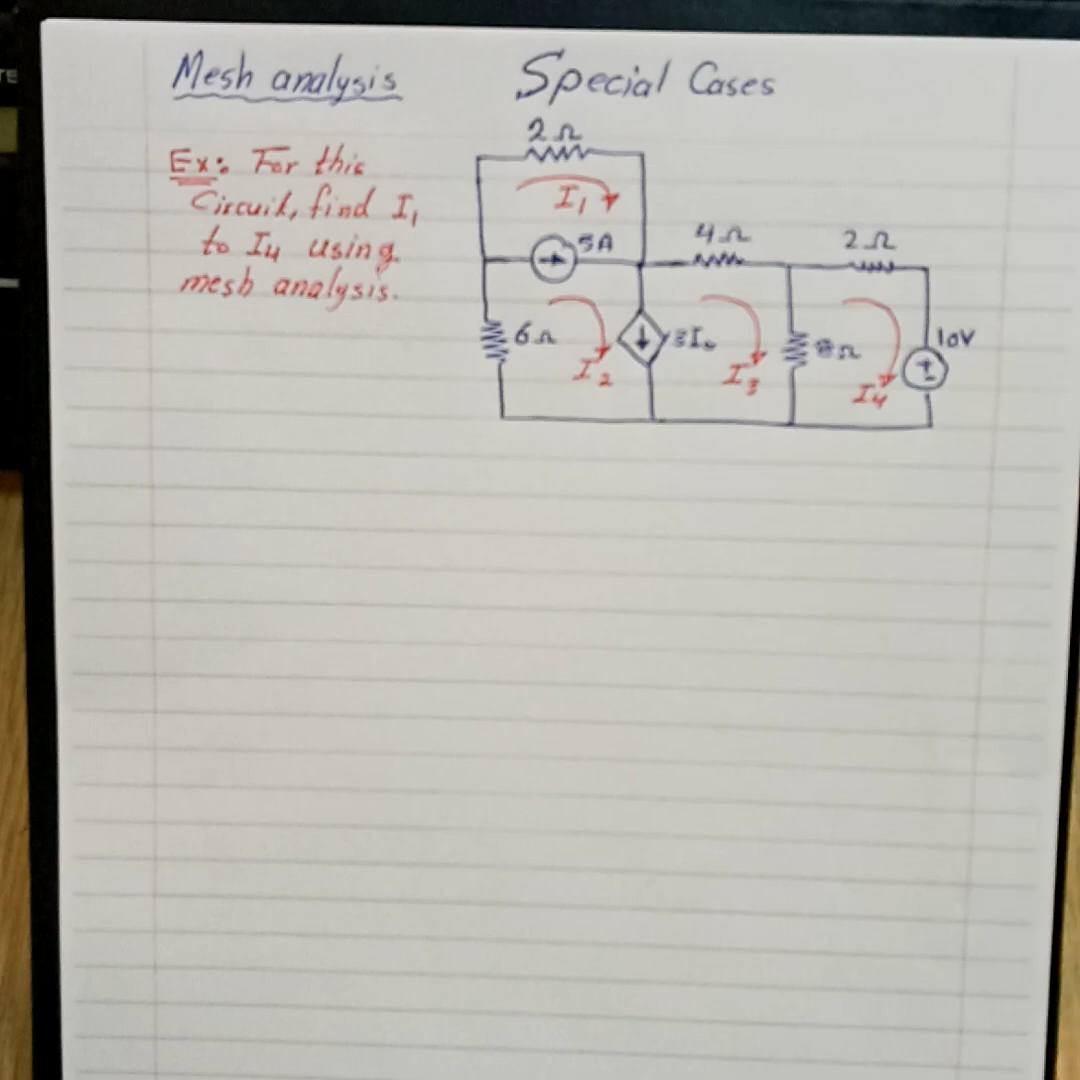 TE
Mesh analysis Special Cases
Ex: For this
Circuit, find I₁
to I₄ using
mesh analysis.
2Ω
I₁
5A
4Ω
2Ω
6Ω
I₂
3I₀
I₃
8Ω
I₄
10V